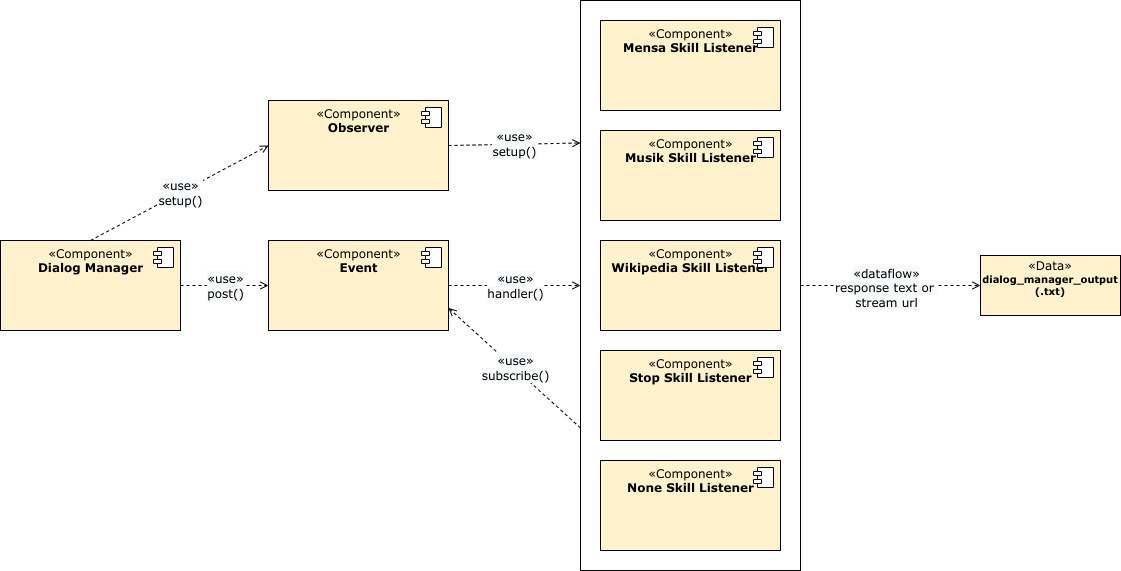 «Component»
Mensa Skill Listener
«Component»
Observer
«use»
setup()
«Component»
Musik Skill Listener
«use»
setup()
«Component»
Dialog Manager
«use»
post()
«Component»
Event
«use»
handler()
«Component»
Wikipedia Skill Listener
«dataflow»
response text or
stream url
«Data»
dialog_manager_output
(.txt)
«use»
subscribe()
«Component»
Stop Skill Listener
«Component»
None Skill Listener